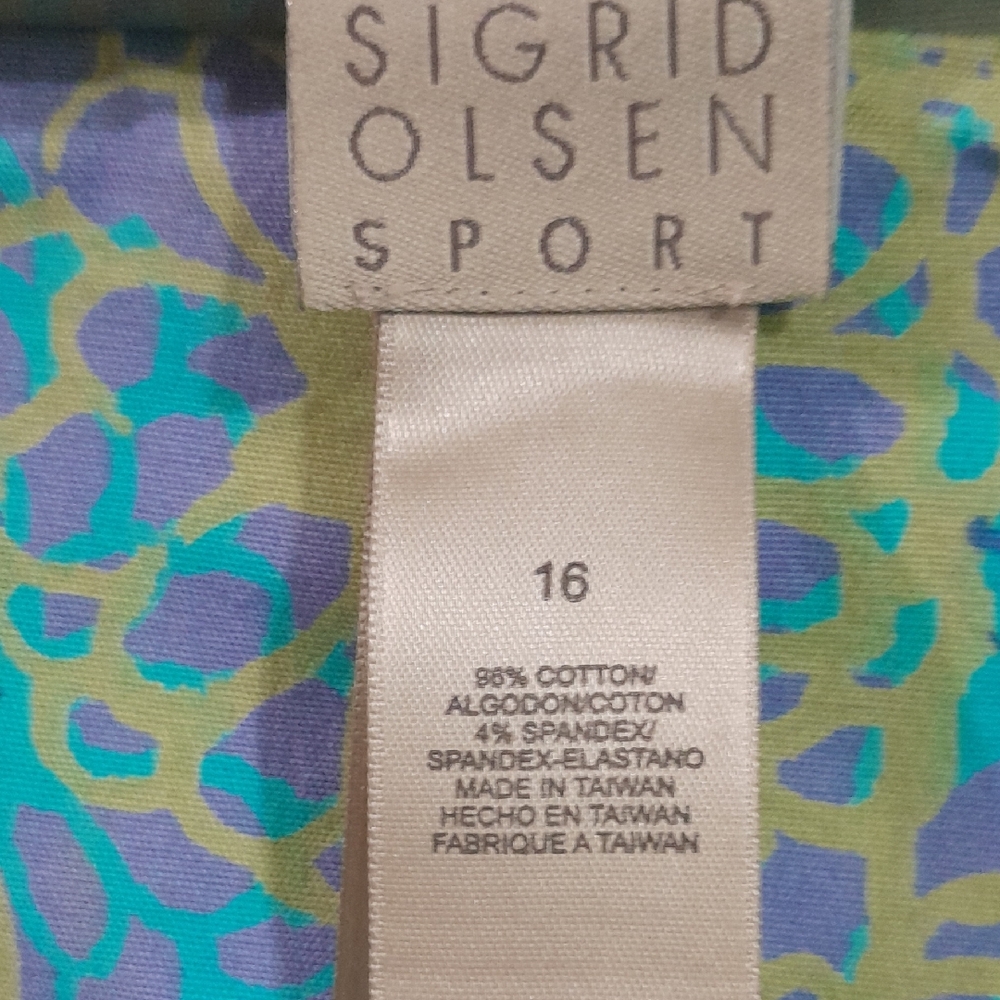 SIGRID
OLSEN
SPORT
16
96% COTTON/
ALGODON/COTON
4% SPANDEX/
SPANDEX-ELASTANO
MADE IN TAIWAN
HECHO EN TAIWAN
FABRIQUE A TAIWAN